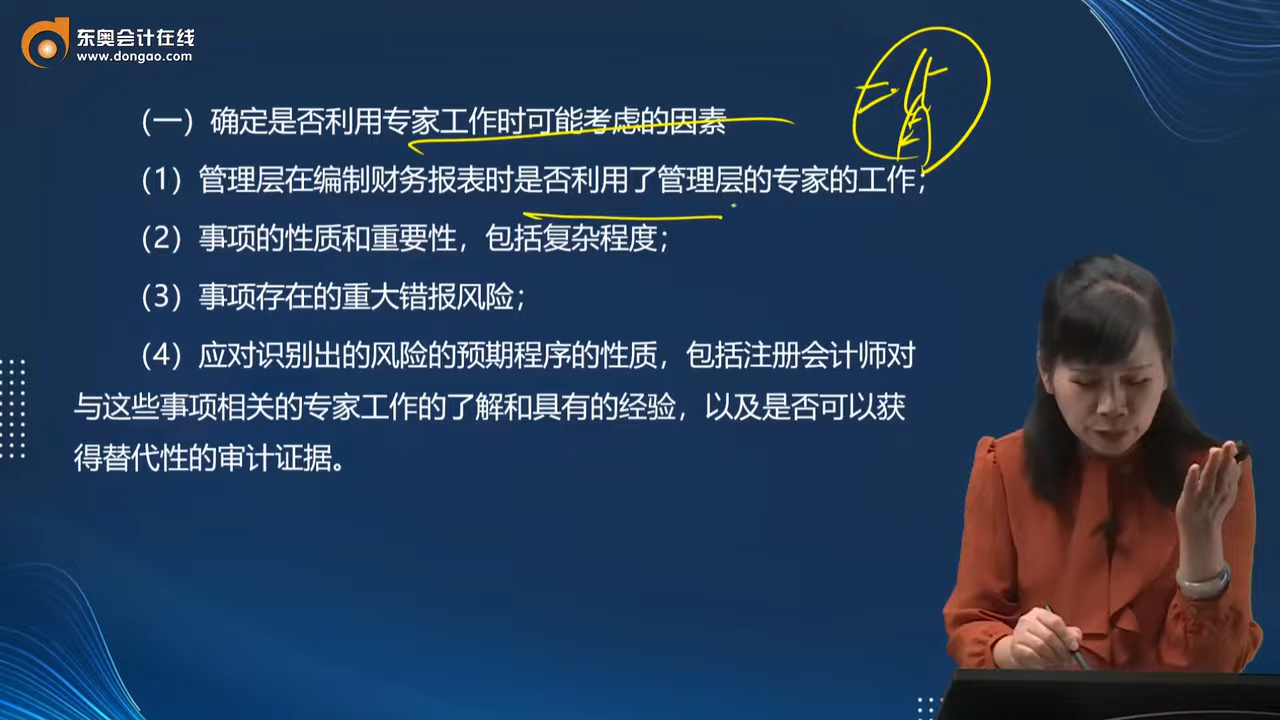 东奥会计在线
www.dongao.com
（一）确定是否利用专家工作时可能考虑的因素
（1）管理层在编制财务报表时是否利用了管理层的专家的工作；
（2）事项的性质和重要性，包括复杂程度；
（3）事项存在的重大错报风险；
（4）应对识别出的风险的预期程序的性质，包括注册会计师对
与这些事项相关的专家工作的了解和具有的经验，以及是否可以获
得替代性的审计证据。